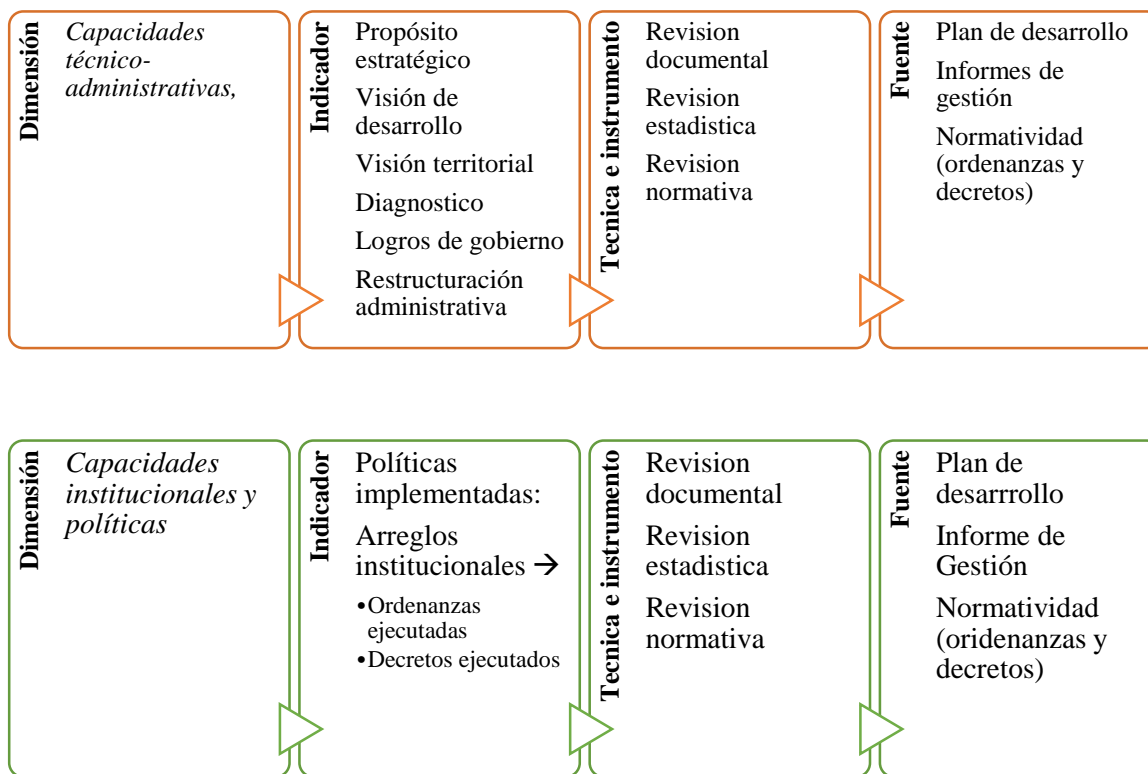 Dimensión
Capacidades
técnico-
administrativas,
Indicador
Propósito
estratégico
Visión de
desarrollo
Visión territorial
Diagnostico
Logros de gobierno
Restructuración
administrativa
Tecnica e instrumento
Revision
documental
Revision
estadistica
Revision
normativa
Fuente
Plan de desarrollo
Informes de
gestión
Normatividad
(ordenanzas y
decretos)
Dimensión
Capacidades
institucionales y
políticas
Indicador
Políticas
implementadas:
Arreglos
institucionales →
•Ordenanzas
ejecutadas
•Decretos ejecutados
Tecnica e instrumento
Revision
documental
Revision
estadistica
Revision
normativa
Fuente
Plan de
desarrrollo
Informe de
Gestión
Normatividad
(oridenanzas y
decretos)